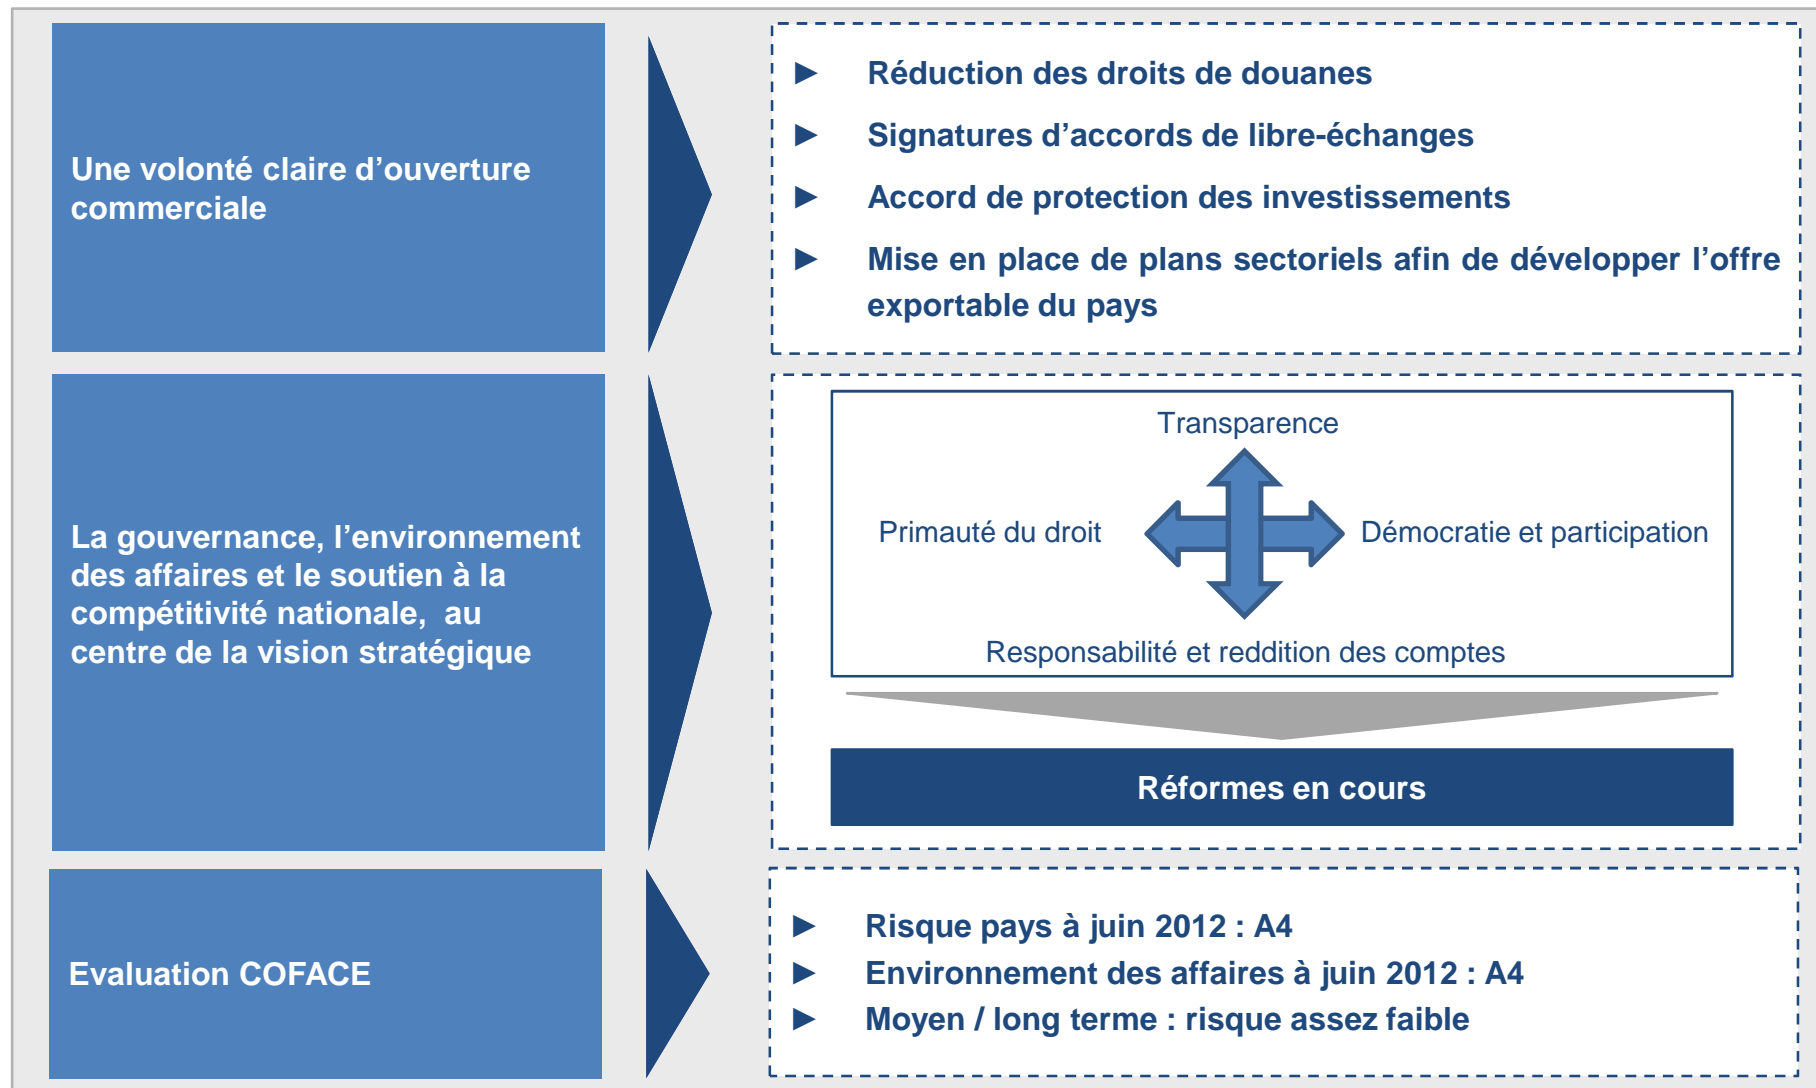 Une volonté claire d’ouverture
commerciale
► Réduction des droits de douanes
► Signatures d’accords de libre-échanges
► Accord de protection des investissements
► Mise en place de plans sectoriels afin de développer l’offre
exportable du pays
La gouvernance, l’environnement
des affaires et le soutien à la
compétitivité nationale,  au
centre de la vision stratégique
Transparence
Primauté du droit
Démocratie et participation
Responsabilité et reddition des comptes
Réformes en cours
Evaluation COFACE
► Risque pays à juin 2012 : A4
► Environnement des affaires à juin 2012 : A4
► Moyen / long terme : risque assez faible